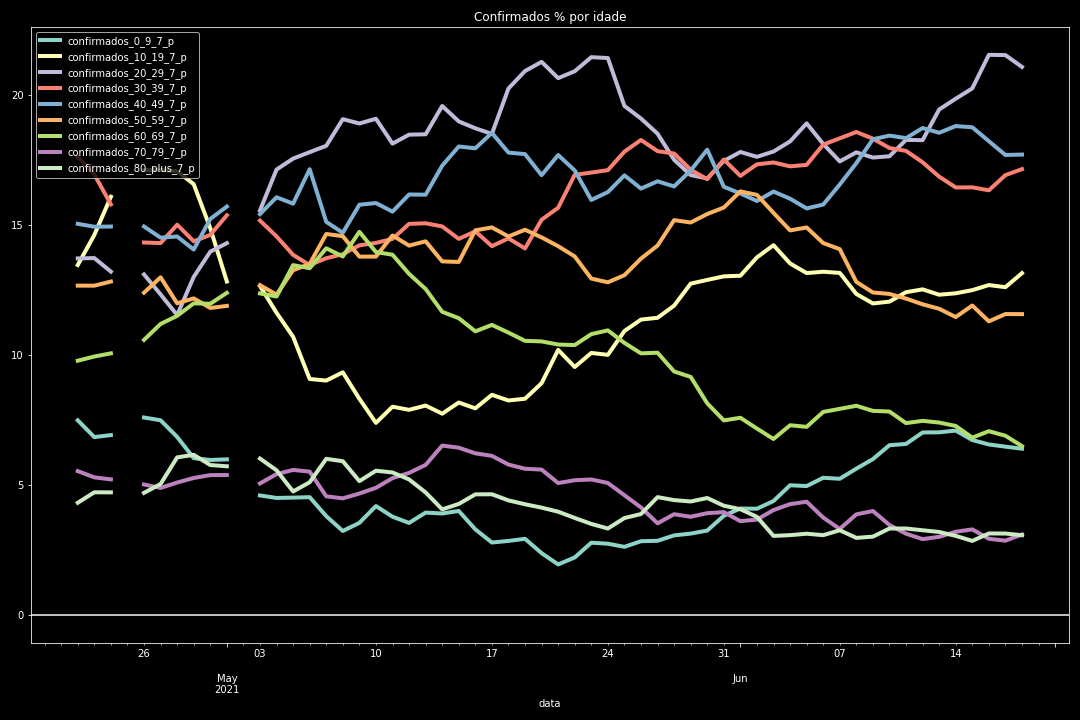 Confirmados % por idade
confirmados_0_9_7_p
confirmados_10_19_7_p
confirmados_20_29_7_p
confirmados_30_39_7_p
confirmados_40_49_7_p
confirmados_50_59_7_p
confirmados_60_69_7_p
confirmados_70_79_7_p
confirmados_80_plus_7_p
20
15
10
5
0
26 03 10 17 24 31 07 14
May Jun
2021
data